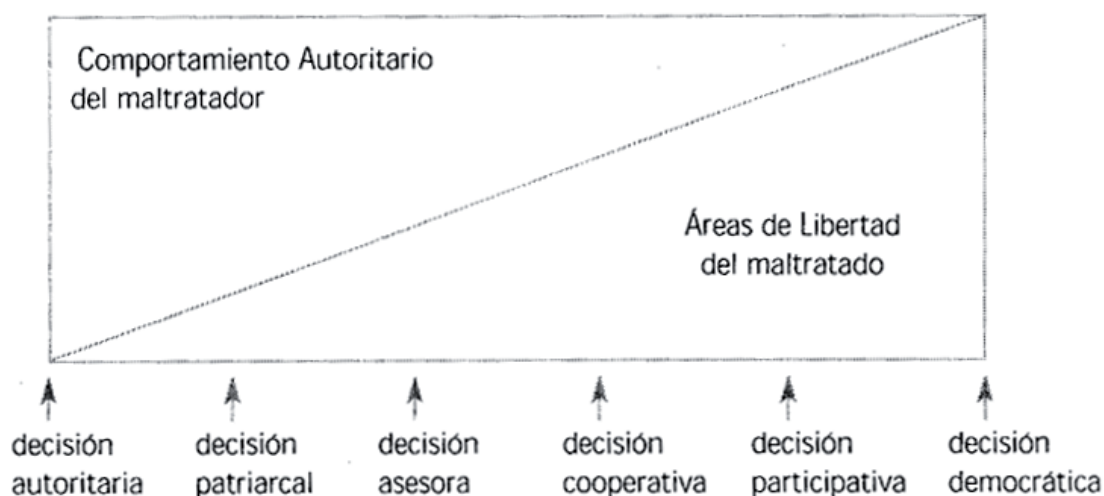 Comportamiento Autoritario
del maltratador
Áreas de Libertad
del maltratado
decisión
autoritaria
decisión
patriarcal
decisión
asesora
decisión
cooperativa
decisión
participativa
decisión
democrática